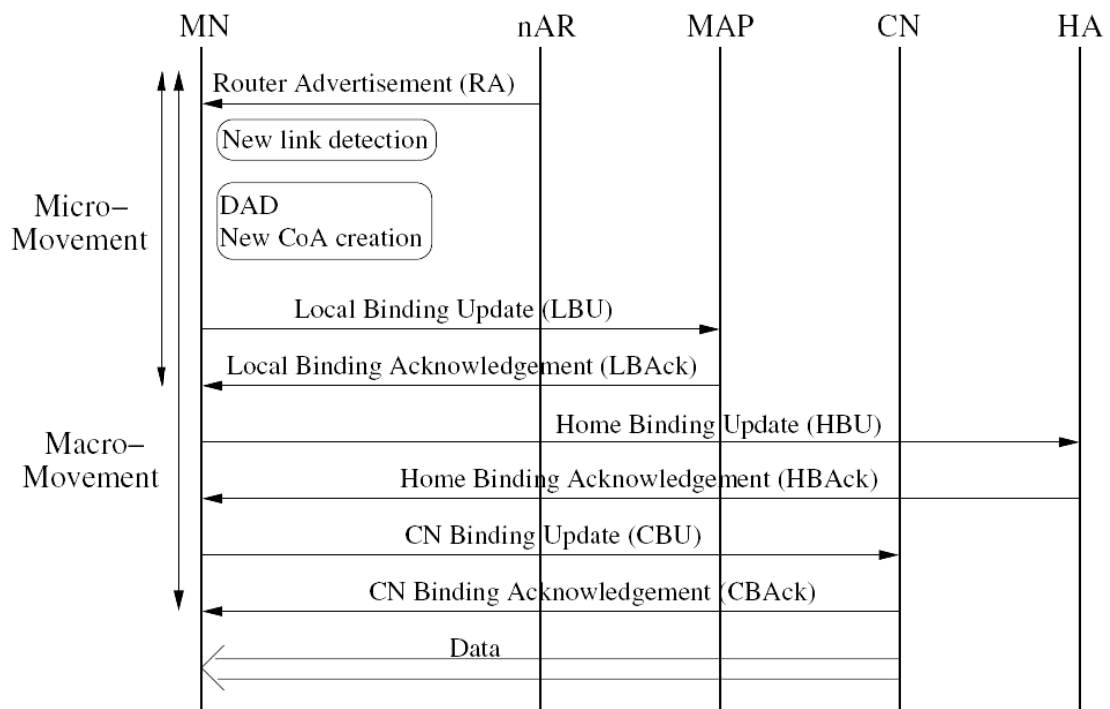 MN nAR MAP CN HA
Router Advertisement (RA)
New link detection
DAD
New CoA creation
Micro−
Movement
Local Binding Update (LBU)
Local Binding Acknowledgement (LBAck)
Home Binding Update (HBU)
Macro−
Movement
Home Binding Acknowledgement (HBAck)
CN Binding Update (CBU)
CN Binding Acknowledgement (CBAck)
Data